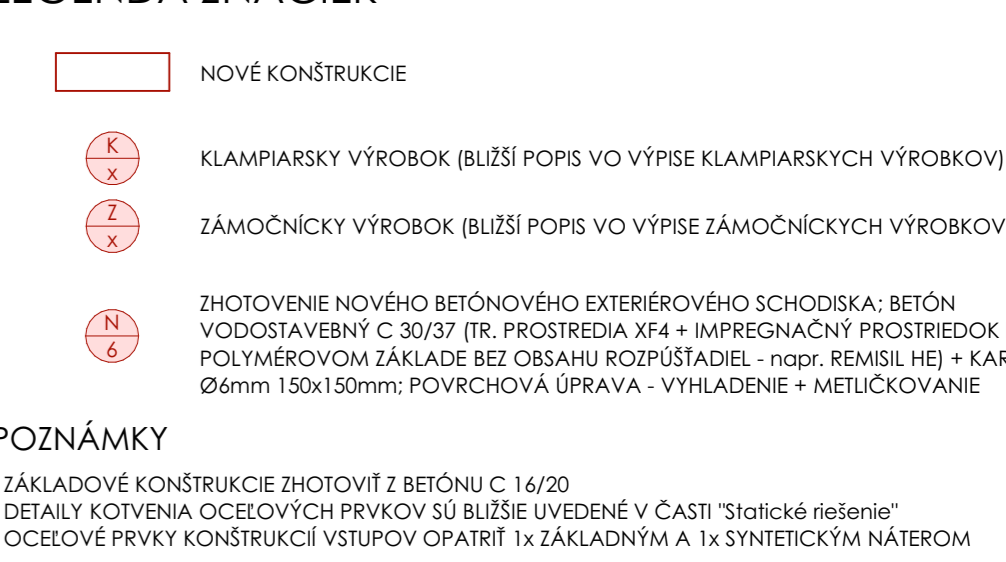 NOVÉ KONŠTRUKCIE
K
x
KLAMPIARSKY VÝROBOK (BLIŽŠÍ POPIS VO VÝPISE KLAMPIARSKYCH VÝROBKOV)
Z
x
ZÁMOČNÍCKY VÝROBOK (BLIŽŠÍ POPIS VO VÝPISE ZÁMOČNÍCKYCH VÝROBKOV
N
6
ZHOTOVENIE NOVÉHO BETÓNOVÉHO EXTERIÉROVÉHO SCHODISKA; BETÓN
VODOSTAVEBNÝ C 30/37 (TR. PROSTREDIA XF4 + IMPREGNAČNÝ PROSTRIEDOK
POLYMÉROVOM ZÁKLADE BEZ OBSAHU ROZPÚŠŤADIEL - napr. REMISIL HE) + KAR
Ø6mm 150x150mm; POVRCHOVÁ ÚPRAVA - VYHLADENIE + METLIČKOVANIE
POZNÁMKY
ZÁKLADOVÉ KONŠTRUKCIE ZHOTOVIŤ Z BETÓNU C 16/20
DETAILY KOTVENIA OCEĽOVÝCH PRVKOV SÚ BLIŽŠIE UVEDENÉ V ČASTI "Statické riešenie"
OCEĽOVÉ PRVKY KONŠTRUKCIÍ VSTUPOV OPATRIŤ 1x ZÁKLADNÝM A 1x SYNTETICKÝM NÁTEROM